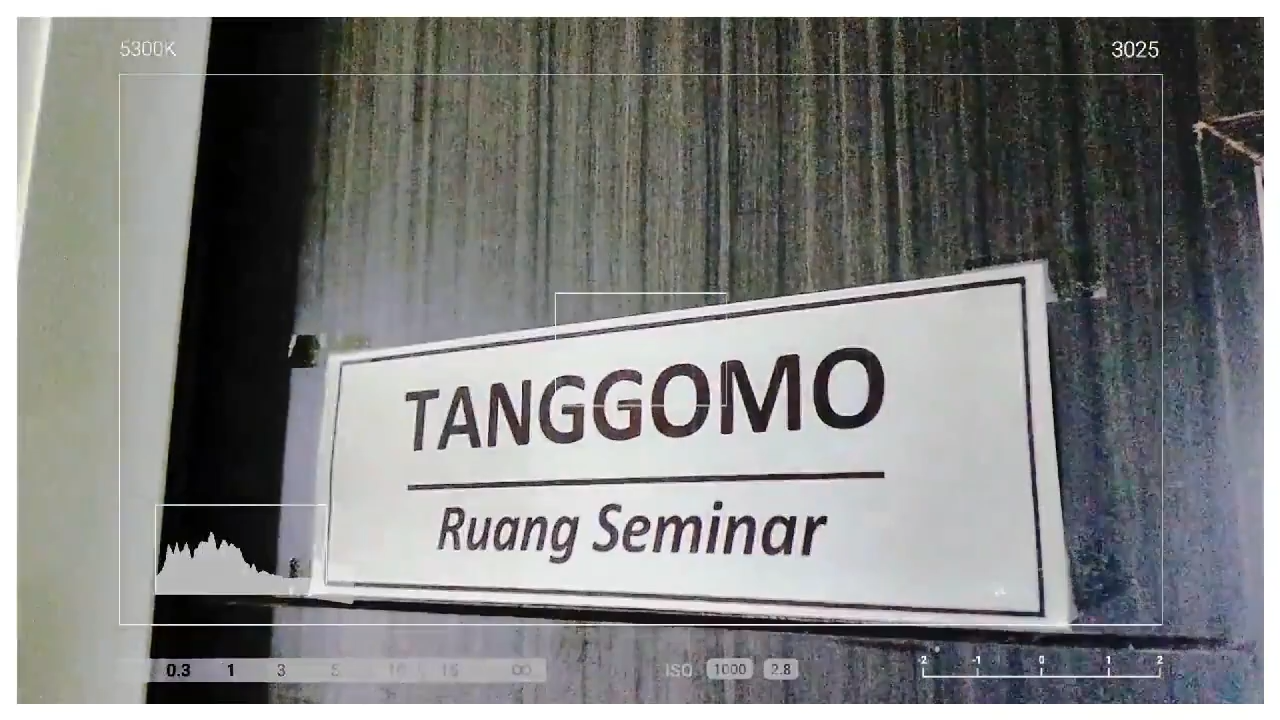 5300K 3025
TANGGOMO
Ruang Seminar
0.3 1 3 5 10 15 ∞ ISO 1000 2.8 -2 -1 0 1 2